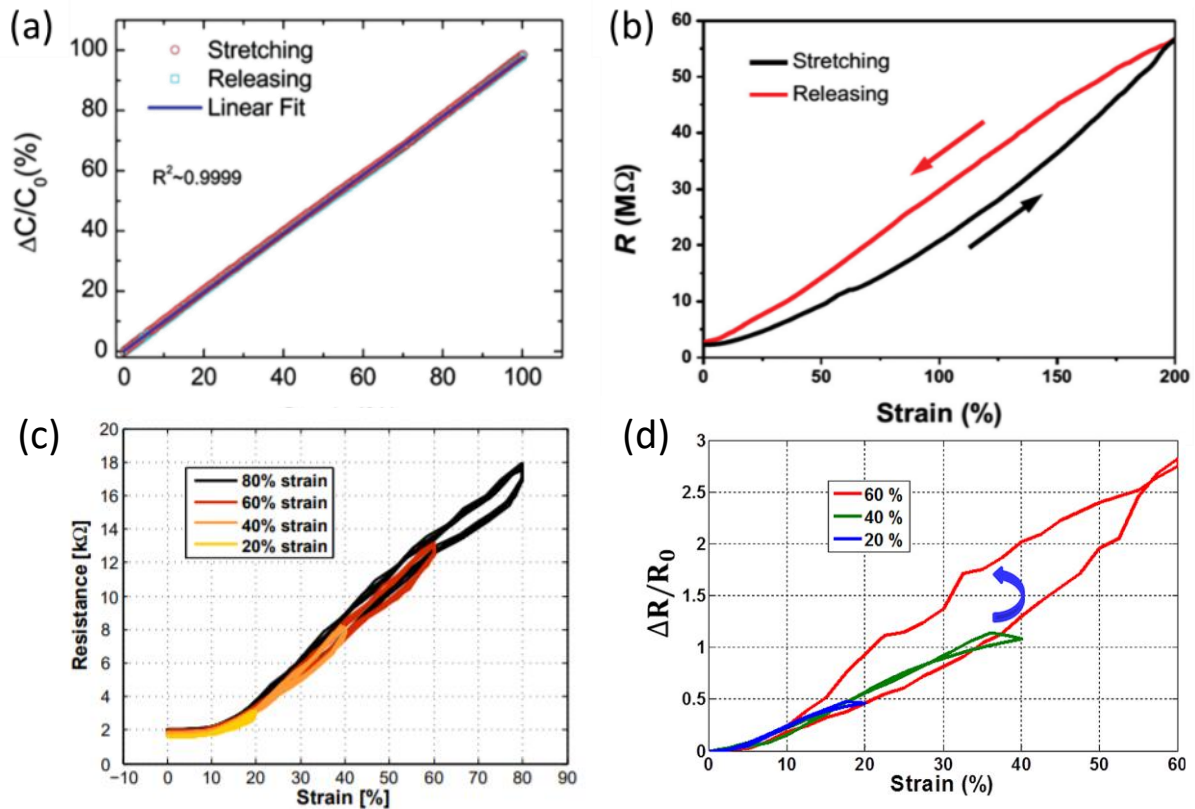 (a)
Stretching
Releasing
Linear Fit
R²~0.9999
ΔC/C₀(%)
100
80
60
40
20
0
0 20 40 60 80 100
(b)
Stretching
Releasing
R (MΩ)
60
50
40
30
20
10
0
0 50 100 150 200
Strain (%)
(c)
80% strain
60% strain
40% strain
20% strain
Resistance [kΩ]
20
18
16
14
12
10
8
6
4
2
0
−10 0 10 20 30 40 50 60 70 80 90
Strain [%]
(d)
60 %
40 %
20 %
ΔR/R₀
3
2.5
2
1.5
1
0.5
0
0 10 20 30 40 50 60
Strain (%)